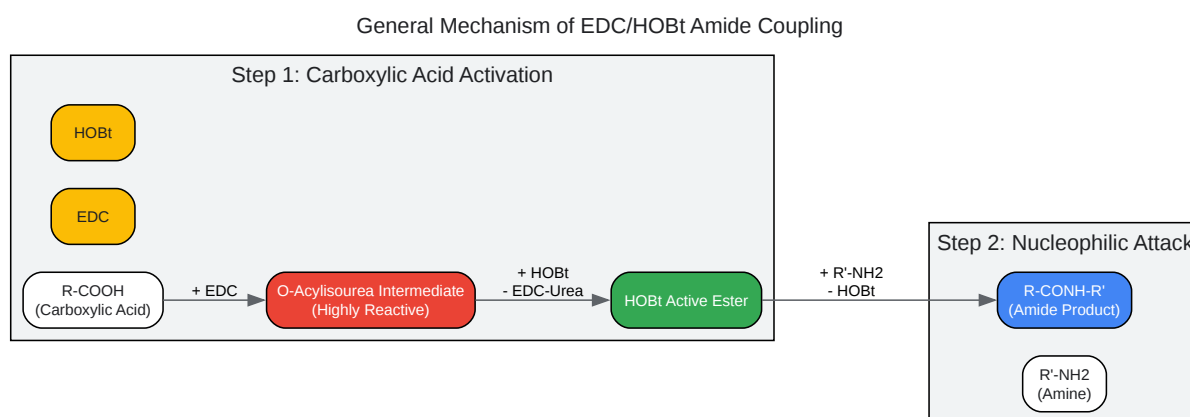 General Mechanism of EDC/HOBt Amide Coupling
Step 1: Carboxylic Acid Activation
HOBt
EDC
R-COOH
(Carboxylic Acid)
+ EDC
O-Acylisourea Intermediate
(Highly Reactive)
+ HOBt
- EDC-Urea
HOBt Active Ester
+ R'-NH2
- HOBt
Step 2: Nucleophilic Attack
R-CONH-R'
(Amide Product)
R'-NH2
(Amine)